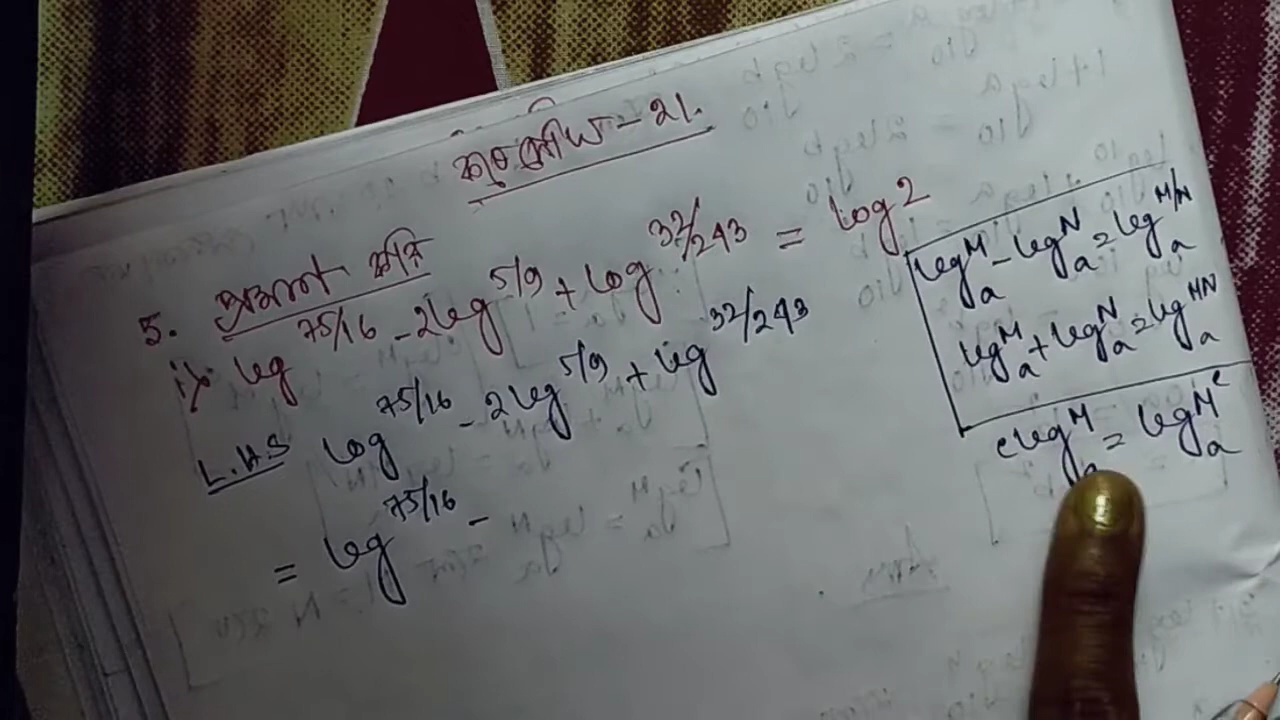 কষে দেখি – 21.
5. প্রমাণ করি
i) log 75/16 - 2log 5/9 + log 32/243 = log 2
L.H.S log 75/16 - 2log 5/9 + log 32/243
= log 75/16 -
log_a M - log_a N = log_a M/N
log_a M + log_a N = log_a MN
c log_a M = log_a M^c